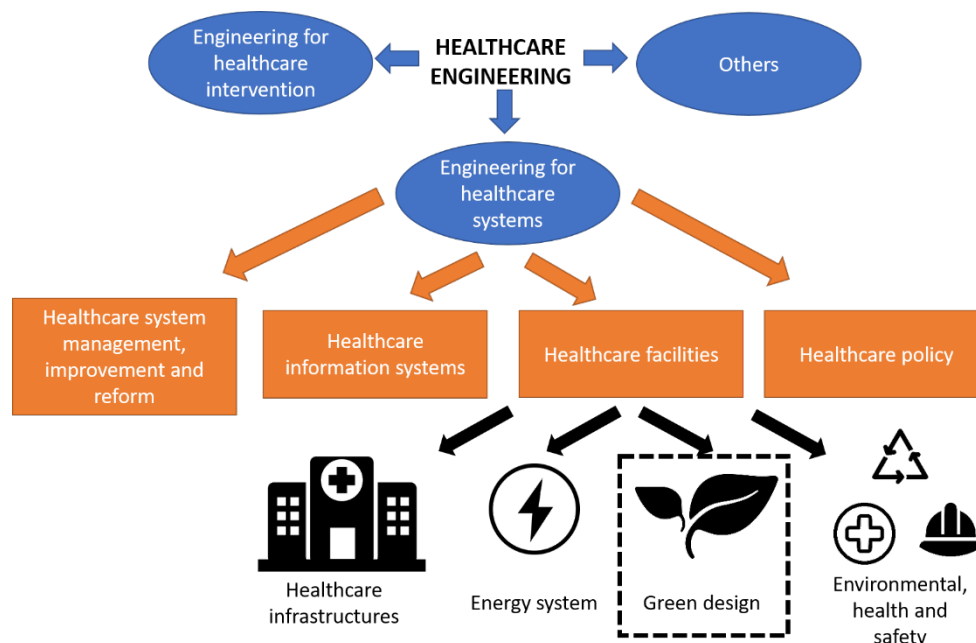 Engineering for
healthcare
intervention
HEALTHCARE
ENGINEERING
Others
Engineering for
healthcare
systems
Healthcare system
management,
improvement and
reform
Healthcare
information systems
Healthcare facilities
Healthcare policy
Healthcare
infrastructures
Energy system
Green design
Environmental,
health and
safety